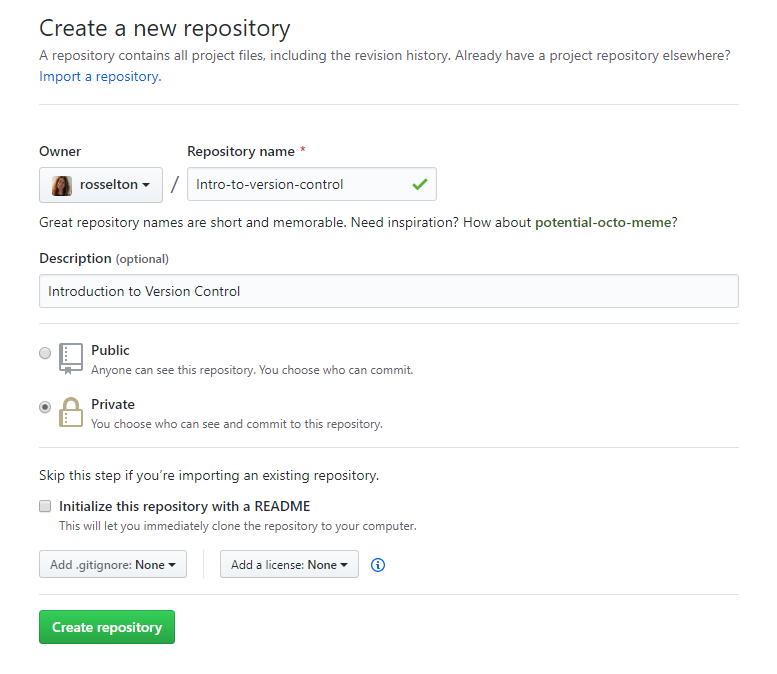 Create a new repository
A repository contains all project files, including the revision history. Already have a project repository elsewhere?
Import a repository.
Owner
Repository name *
rosselton
/
Intro-to-version-control
Great repository names are short and memorable. Need inspiration? How about potential-octo-meme?
Description (optional)
Introduction to Version Control
Public
Anyone can see this repository. You choose who can commit.
Private
You choose who can see and commit to this repository.
Skip this step if you’re importing an existing repository.
Initialize this repository with a README
This will let you immediately clone the repository to your computer.
Add .gitignore: None
Add a license: None
Create repository